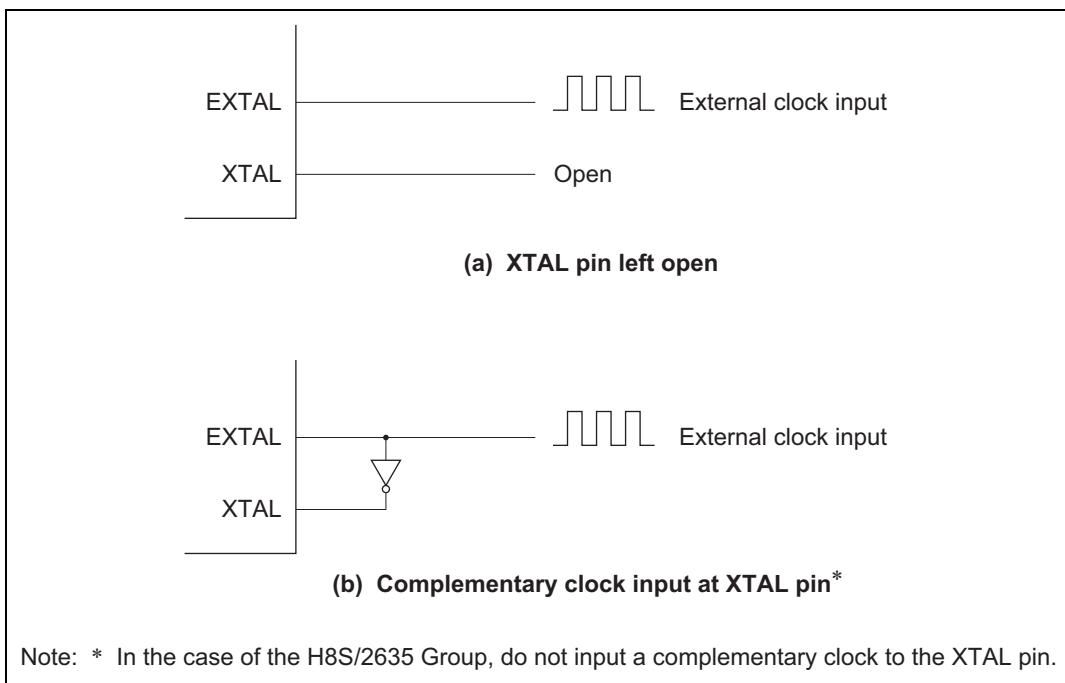 EXTAL
External clock input
XTAL
Open
(a) XTAL pin left open
EXTAL
External clock input
XTAL
(b) Complementary clock input at XTAL pin*
Note: * In the case of the H8S/2635 Group, do not input a complementary clock to the XTAL pin.